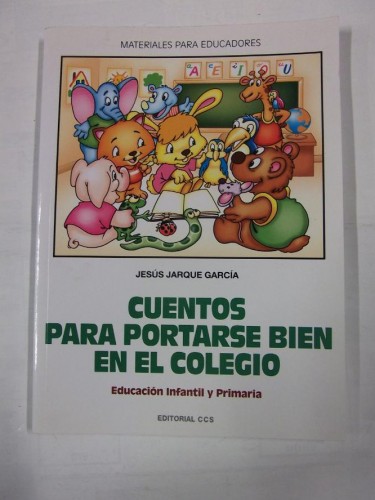 MATERIALES PARA EDUCADORES
A E I O U
JESÚS JARQUE GARCÍA
CUENTOS
PARA PORTARSE BIEN
EN EL COLEGIO
Educación Infantil y Primaria
EDITORIAL CCS